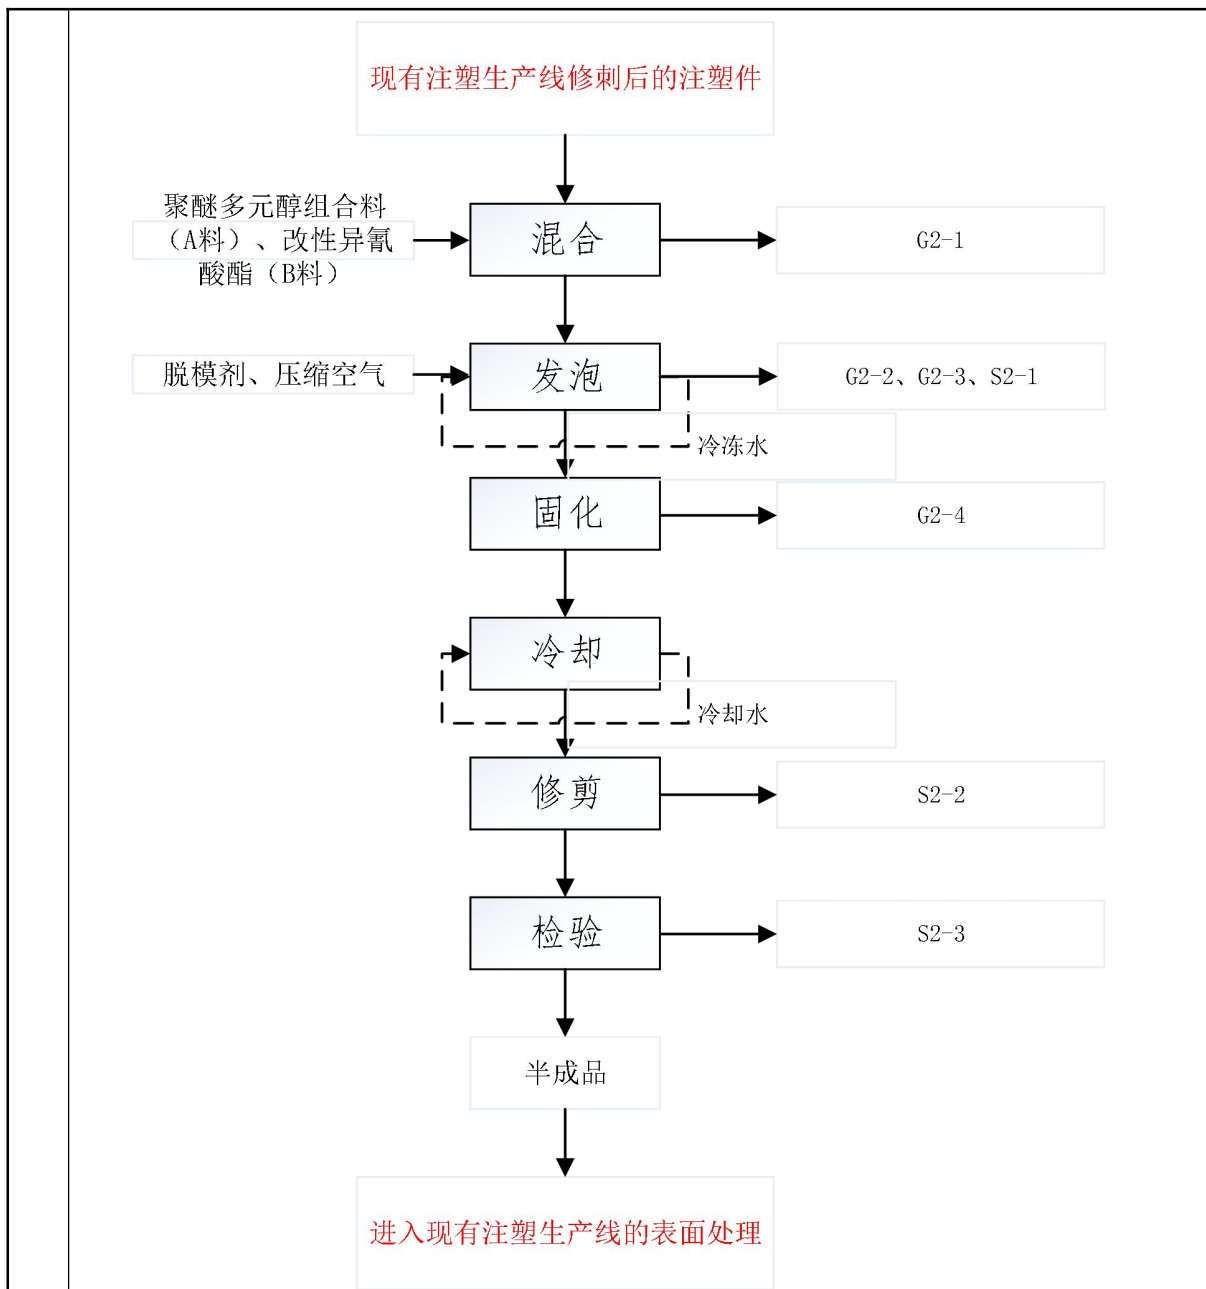 现有注塑生产线修刺后的注塑件
聚醚多元醇组合料
（A料）、改性异氰
酸酯（B料）
混合
G2-1
脱模剂、压缩空气
发泡
G2-2、G2-3、S2-1
冷冻水
固化
G2-4
冷却
冷却水
修剪
S2-2
检验
S2-3
半成品
进入现有注塑生产线的表面处理